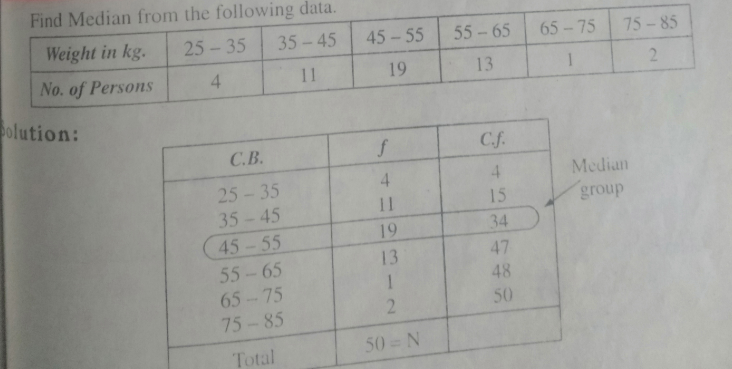 Find Median from the following data.
Weight in kg. 25 – 35 35 – 45 45 – 55 55 – 65 65 – 75 75 – 85
No. of Persons 4 11 19 13 1 2
Solution:
C.B. f C.f.
25 – 35 4 4
35 – 45 11 15
45 – 55 19 34
55 – 65 13 47
65 – 75 1 48
75 – 85 2 50
Total 50 = N
Median
group